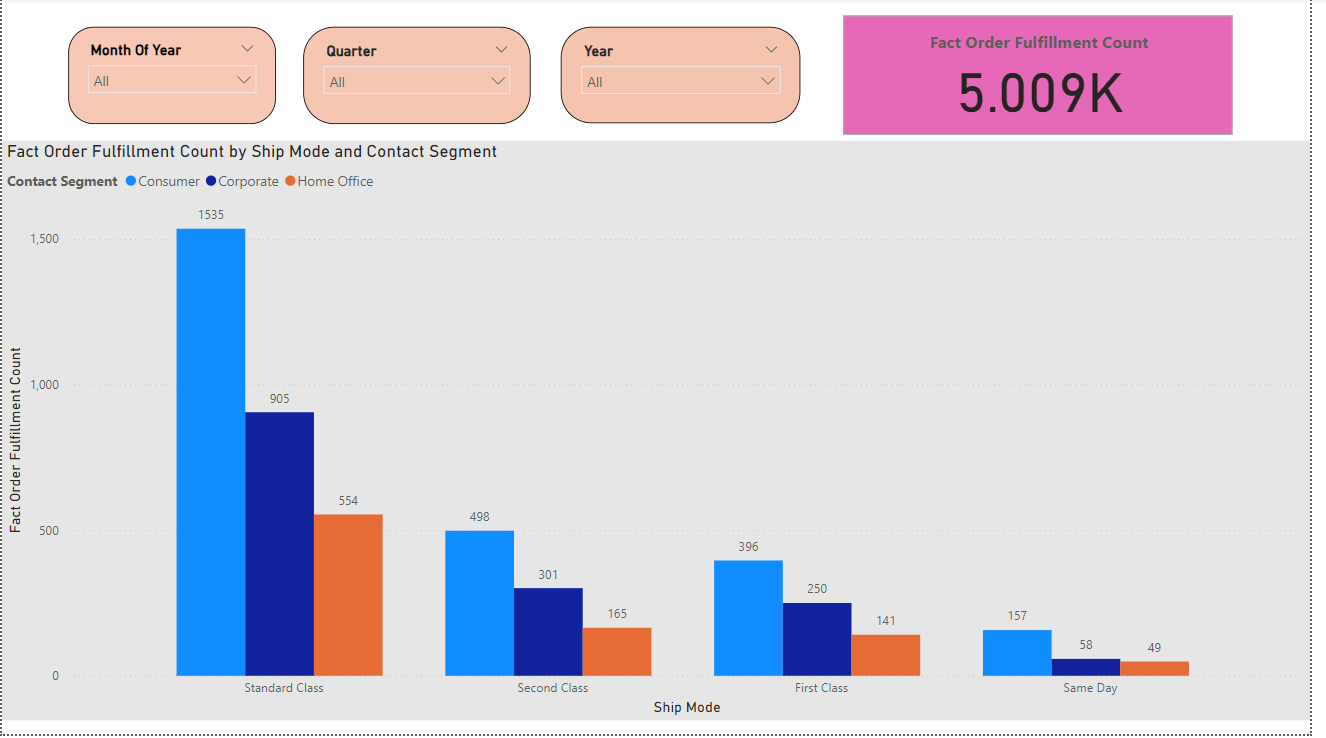 Month Of Year
All
Quarter
All
Year
All
Fact Order Fulfillment Count
5.009K
Fact Order Fulfillment Count by Ship Mode and Contact Segment
Contact Segment Consumer Corporate Home Office
Fact Order Fulfillment Count
1,500
1,000
500
0
1535
905
554
498
301
165
396
250
141
157
58
49
Standard Class
Second Class
First Class
Same Day
Ship Mode